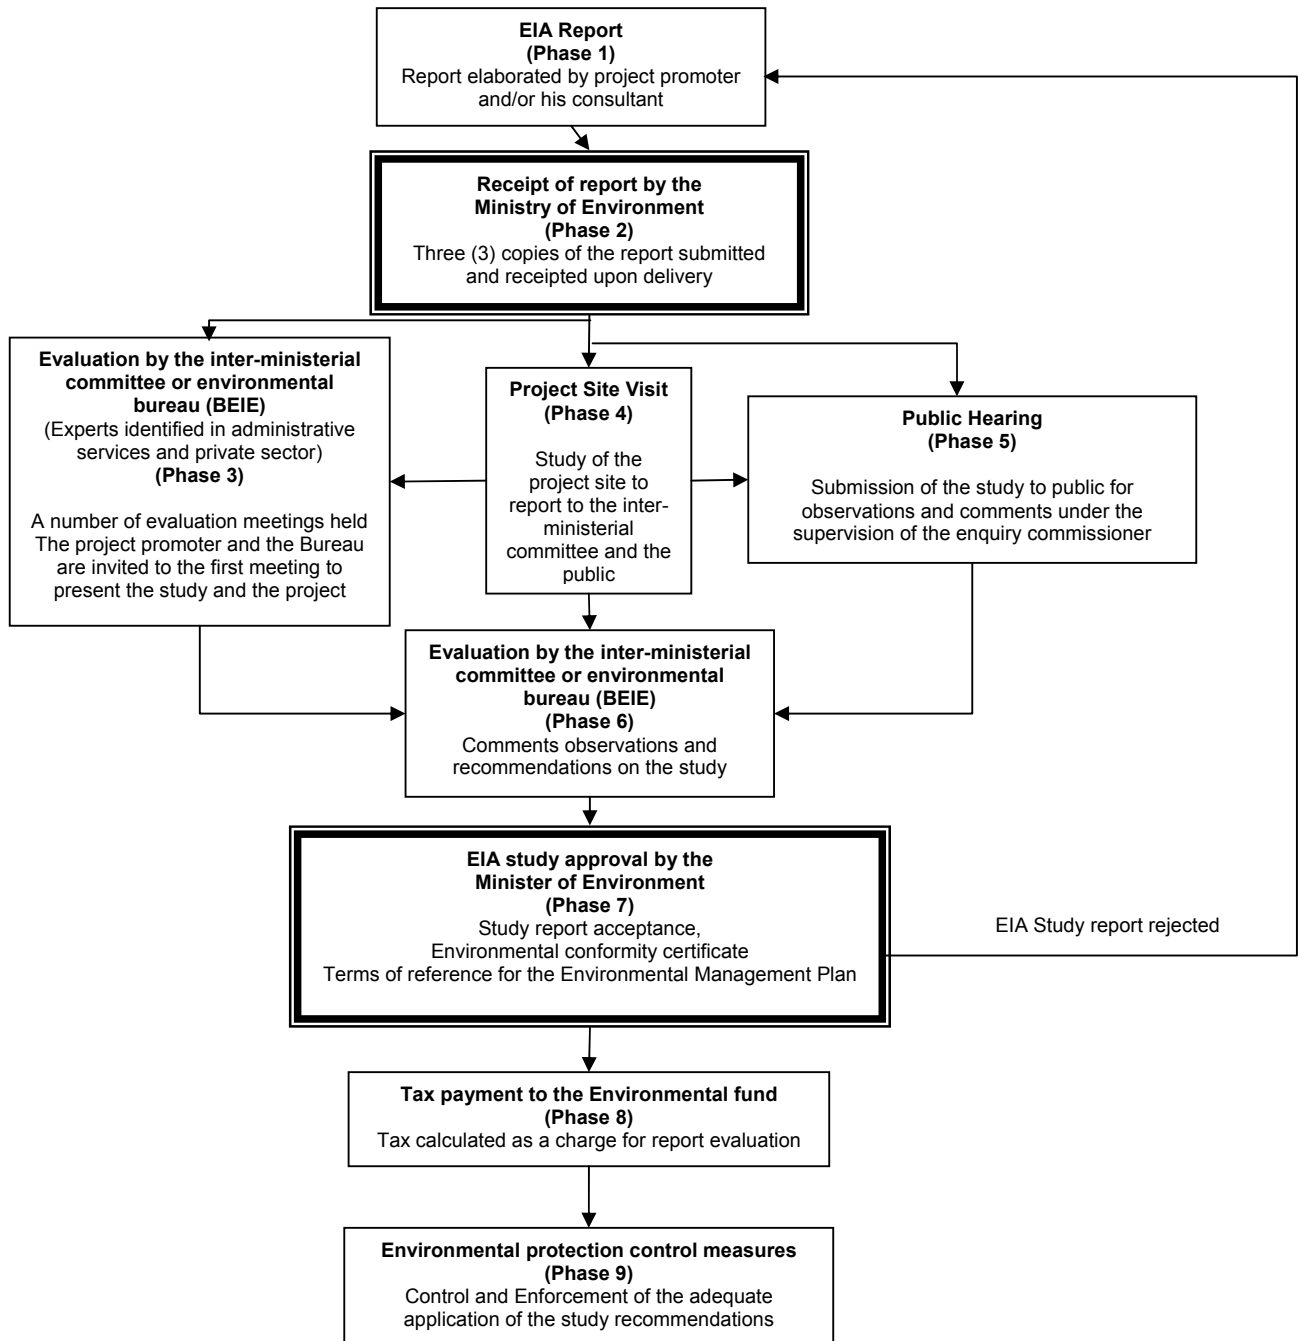 EIA Report
(Phase 1)
Report elaborated by project promoter
and/or his consultant
Receipt of report by the
Ministry of Environment
(Phase 2)
Three (3) copies of the report submitted
and receipted upon delivery
Evaluation by the inter-ministerial
committee or environmental
bureau (BEIE)
(Experts identified in administrative
services and private sector)
(Phase 3)
A number of evaluation meetings held
The project promoter and the Bureau
are invited to the first meeting to
present the study and the project
Project Site Visit
(Phase 4)
Study of the
project site to
report to the inter-
ministerial
committee and the
public
Public Hearing
(Phase 5)
Submission of the study to public for
observations and comments under the
supervision of the enquiry commissioner
Evaluation by the inter-ministerial
committee or environmental
bureau (BEIE)
(Phase 6)
Comments observations and
recommendations on the study
EIA study approval by the
Minister of Environment
(Phase 7)
Study report acceptance,
Environmental conformity certificate
Terms of reference for the Environmental Management Plan
EIA Study report rejected
Tax payment to the Environmental fund
(Phase 8)
Tax calculated as a charge for report evaluation
Environmental protection control measures
(Phase 9)
Control and Enforcement of the adequate
application of the study recommendations